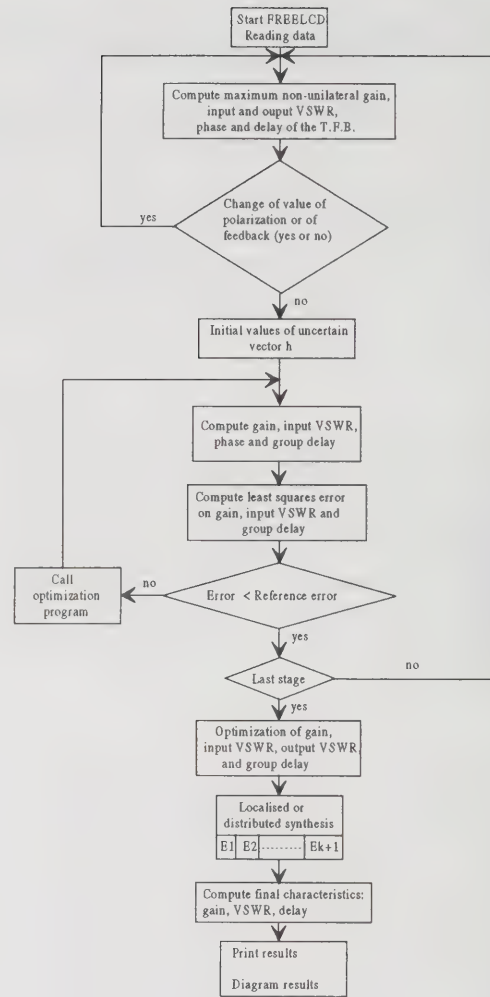 Start FREELCD
Reading data
Compute maximum non-unilateral gain,
input and ouput VSWR,
phase and delay of the T.F.B.
Change of value of
polarization or of
feedback (yes or no)
yes
no
Initial values of uncertain
vector h
Compute gain, input VSWR,
phase and group delay
Compute least squares error
on gain, input VSWR and
group delay
Call
optimization
program
no
Error < Reference error
yes
Last stage
no
yes
Optimization of gain,
input VSWR, output VSWR,
and group delay
Localised or
distributed synthesis
E1 E2 ......... Ek+1
Compute final characteristics:
gain, VSWR, delay
Print results
Diagram results